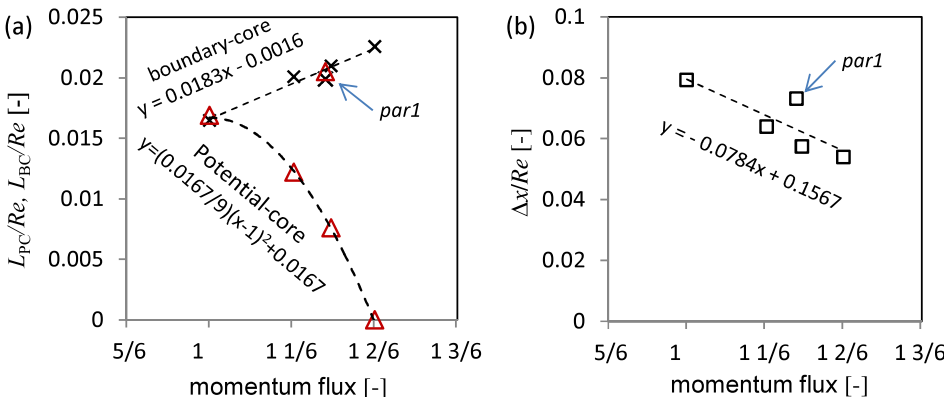 (a)
0.025
0.02
0.015
0.01
0.005
0
L_PC/Re, L_BC/Re [-]
boundary-core
y = 0.0183x - 0.0016
par1
Potential-core
y=(0.0167/9)(x-1)²+0.0167
5/6
1
1 1/6
1 2/6
1 3/6
momentum flux [-]
(b)
0.1
0.08
0.06
0.04
0.02
0
Δx/Re [-]
par1
y = - 0.0784x + 0.1567
5/6
1
1 1/6
1 2/6
1 3/6
momentum flux [-]